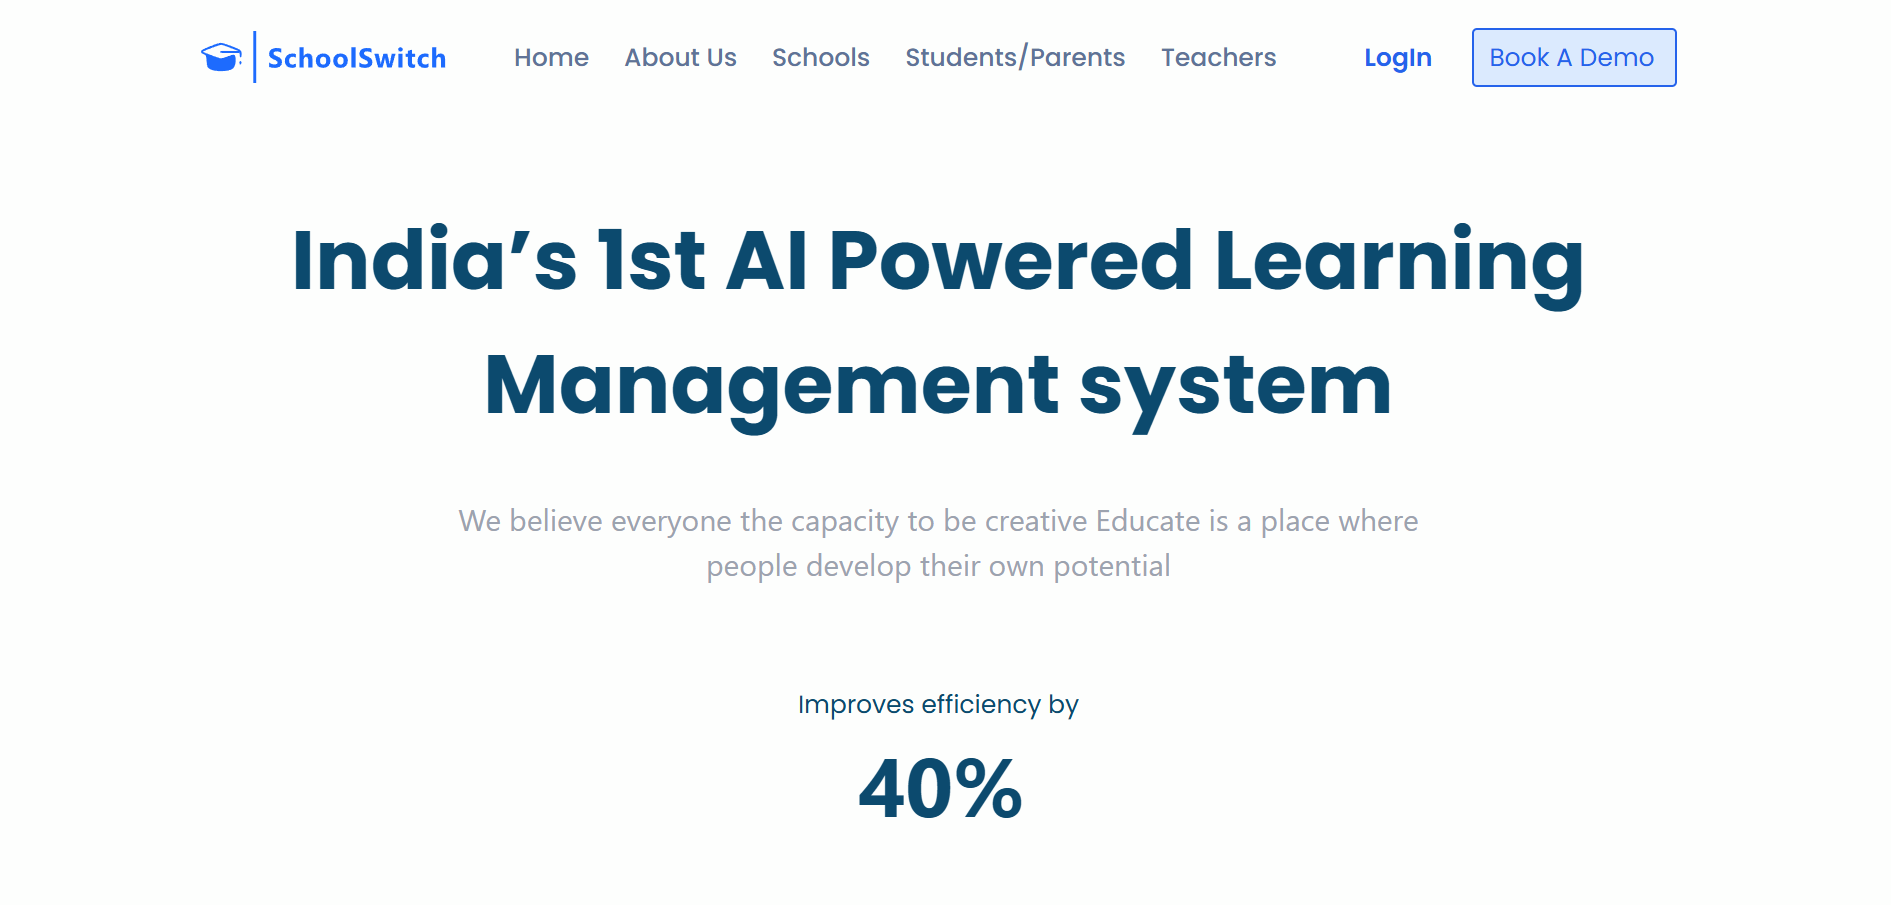 SchoolSwitch Home About Us Schools Students/Parents Teachers LogIn Book A Demo
India’s 1st AI Powered Learning
Management system
We believe everyone the capacity to be creative Educate is a place where
people develop their own potential
Improves efficiency by
40%